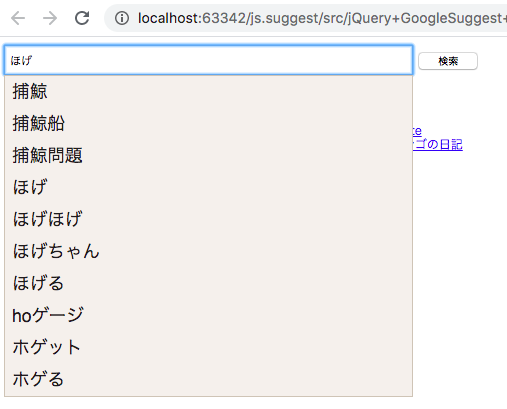 localhost:63342/js.suggest/src/jQuery+GoogleSuggest+
ほげ 検索
捕鯨
捕鯨船
捕鯨問題
ほげ
ほげほげ
ほげちゃん
ほげる
hoゲージ
ホゲット
ホゲる
te
ゴの日記